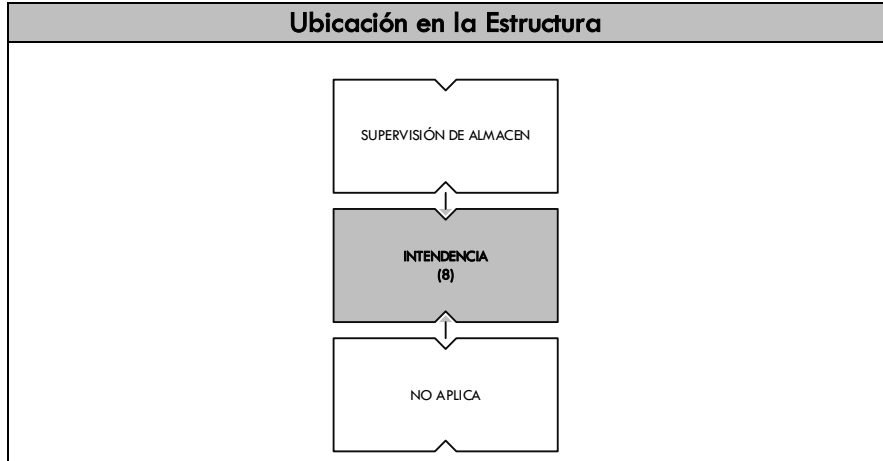 Ubicación en la Estructura
SUPERVISIÓN DE ALMACEN
INTENDENCIA
(8)
NO APLICA